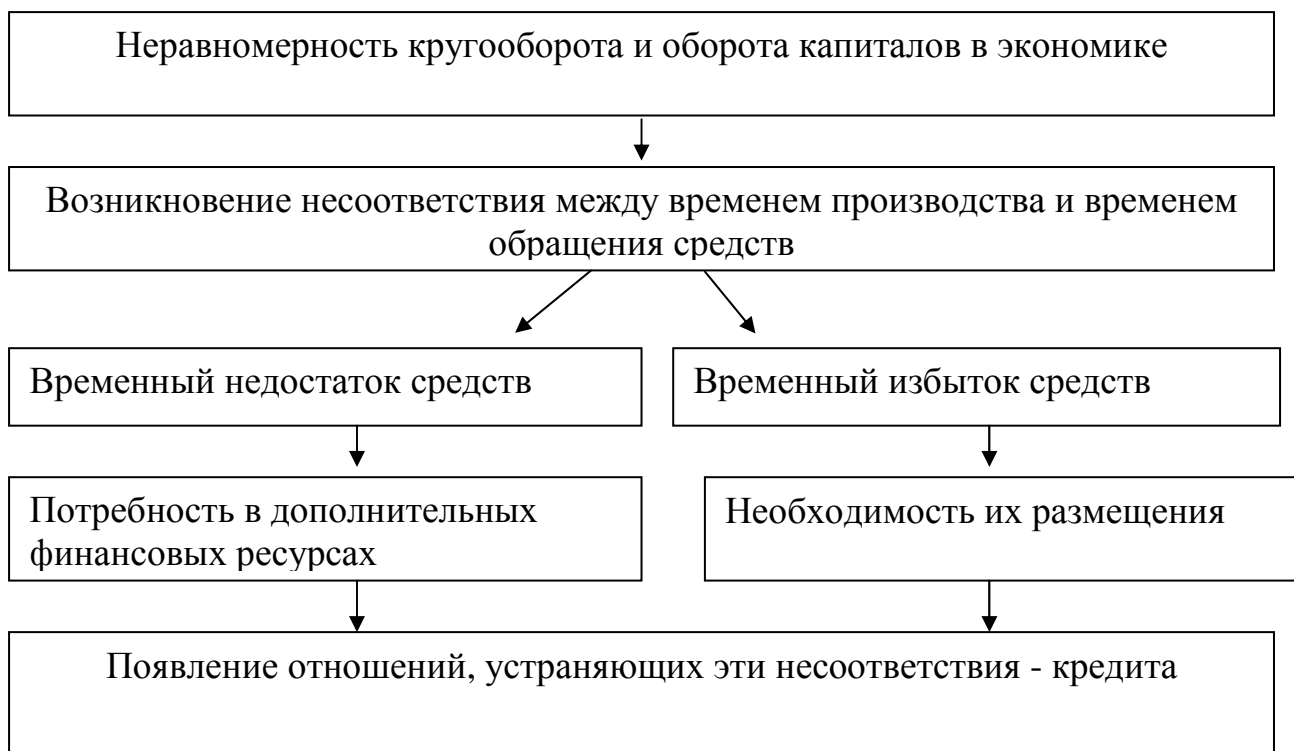 Неравномерность кругооборота и оборота капиталов в экономике
Возникновение несоответствия между временем производства и временем
обращения средств
Временный недостаток средств
Временный избыток средств
Потребность в дополнительных
финансовых ресурсах
Необходимость их размещения
Появление отношений, устраняющих эти несоответствия - кредита